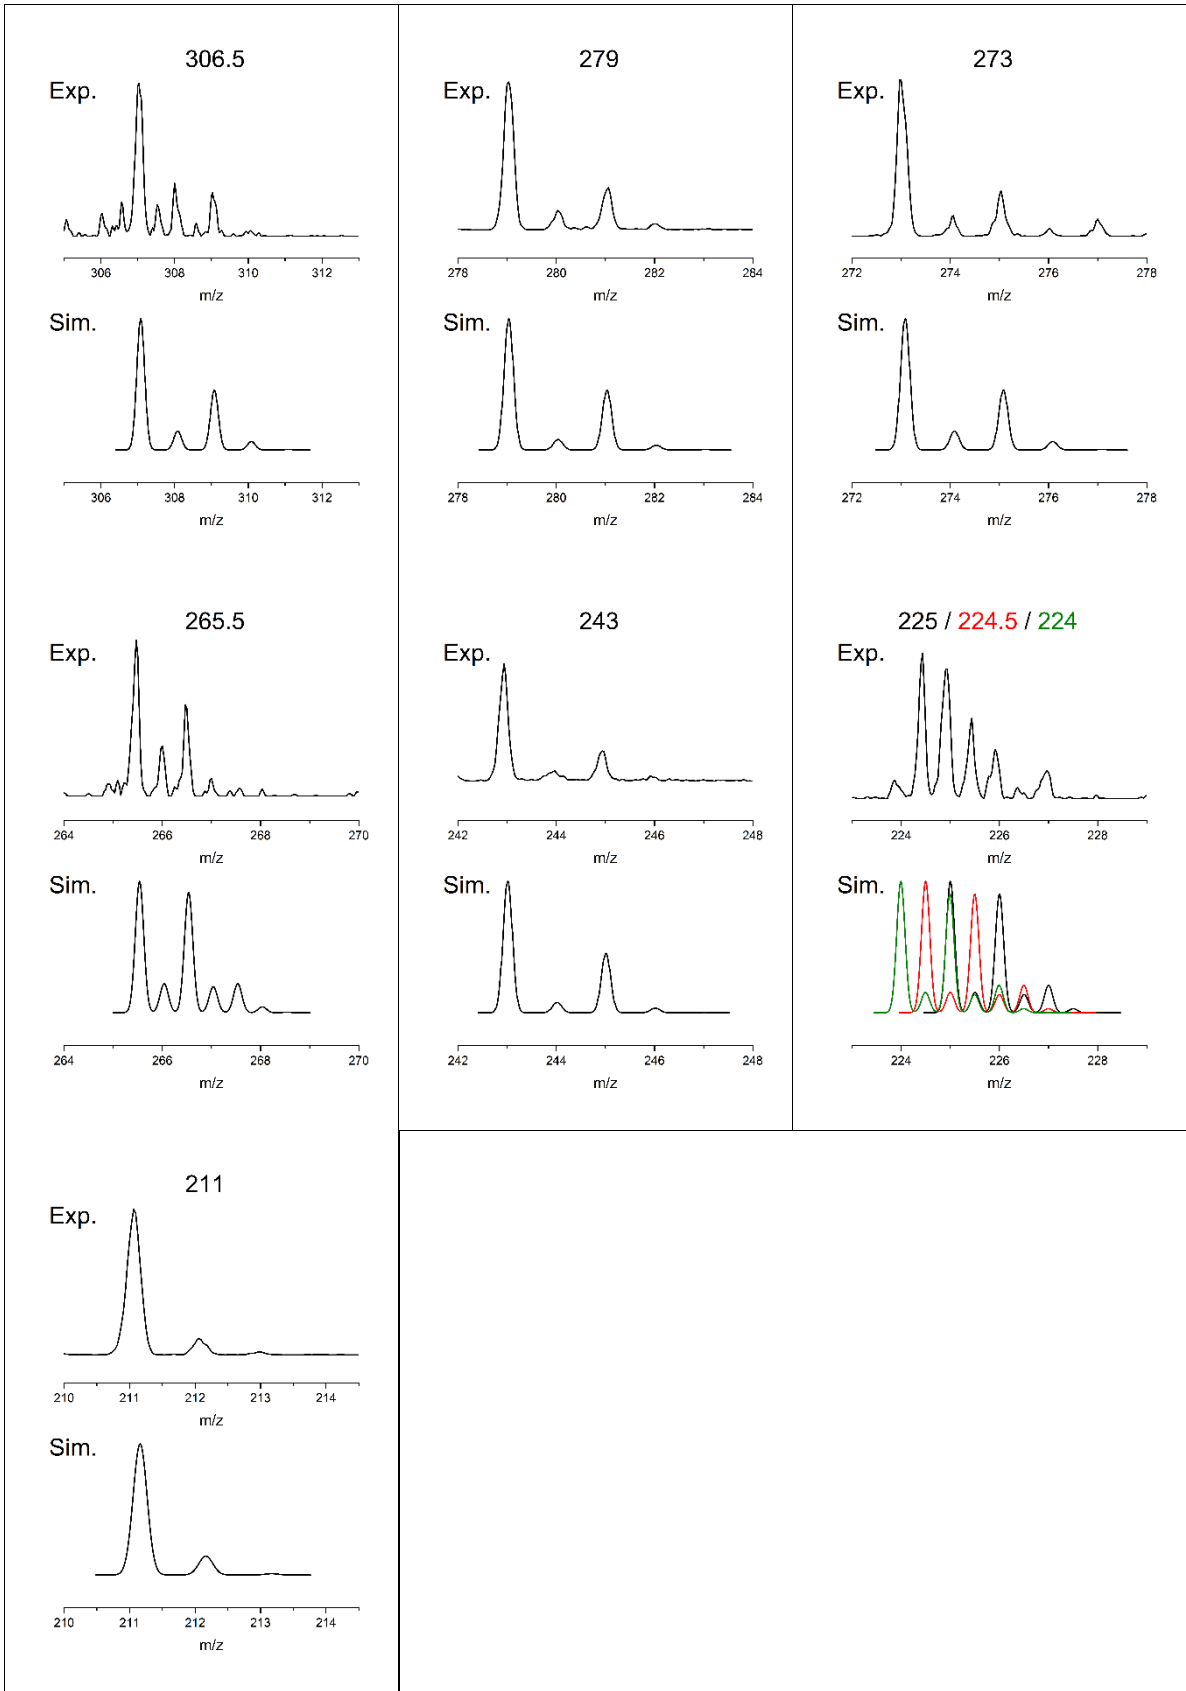 306.5
Exp.
306 308 310 312
m/z
Sim.
306 308 310 312
m/z
279
Exp.
278 280 282 284
m/z
Sim.
278 280 282 284
m/z
273
Exp.
272 274 276 278
m/z
Sim.
272 274 276 278
m/z
265.5
Exp.
264 266 268 270
m/z
Sim.
264 266 268 270
m/z
243
Exp.
242 244 246 248
m/z
Sim.
242 244 246 248
m/z
225 / 224.5 / 224
Exp.
224 226 228
m/z
Sim.
224 226 228
m/z
211
Exp.
210 211 212 213 214
m/z
Sim.
210 211 212 213 214
m/z